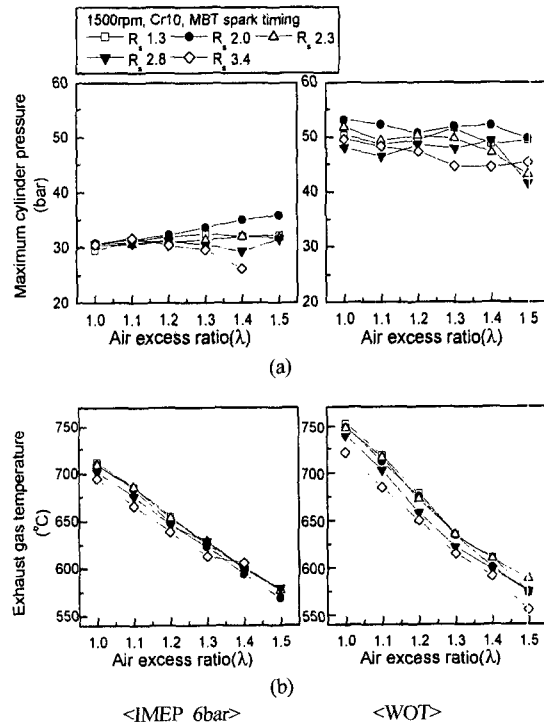 1500rpm, Cr10, MBT spark timing
Rs 1.3 Rs 2.0 Rs 2.3
Rs 2.8 Rs 3.4
Maximum cylinder pressure
(bar)
60
50
40
30
20
1.0 1.1 1.2 1.3 1.4 1.5
Air excess ratio(λ)
60
50
40
30
20
1.0 1.1 1.2 1.3 1.4 1.5
Air excess ratio(λ)
(a)
Exhaust gas temperature
(°C)
750
700
650
600
550
1.0 1.1 1.2 1.3 1.4 1.5
Air excess ratio(λ)
750
700
650
600
550
1.0 1.1 1.2 1.3 1.4 1.5
Air excess ratio(λ)
(b)
<IMEP 6bar> <WOT>